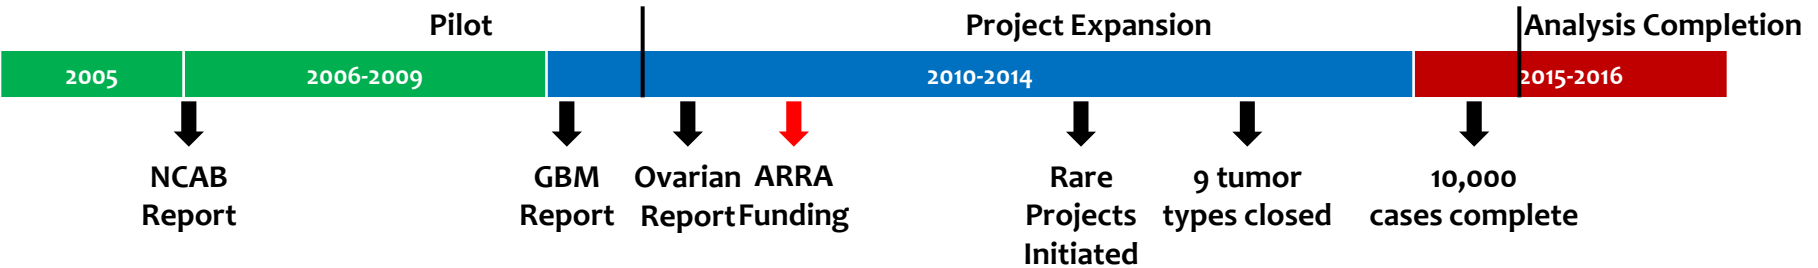 Pilot
Project Expansion
Analysis Completion
2005
2006-2009
2010-2014
2015-2016
NCAB
Report
GBM
Report
Ovarian
Report
ARRA
Funding
Rare
Projects
Initiated
9 tumor
types closed
10,000
cases complete